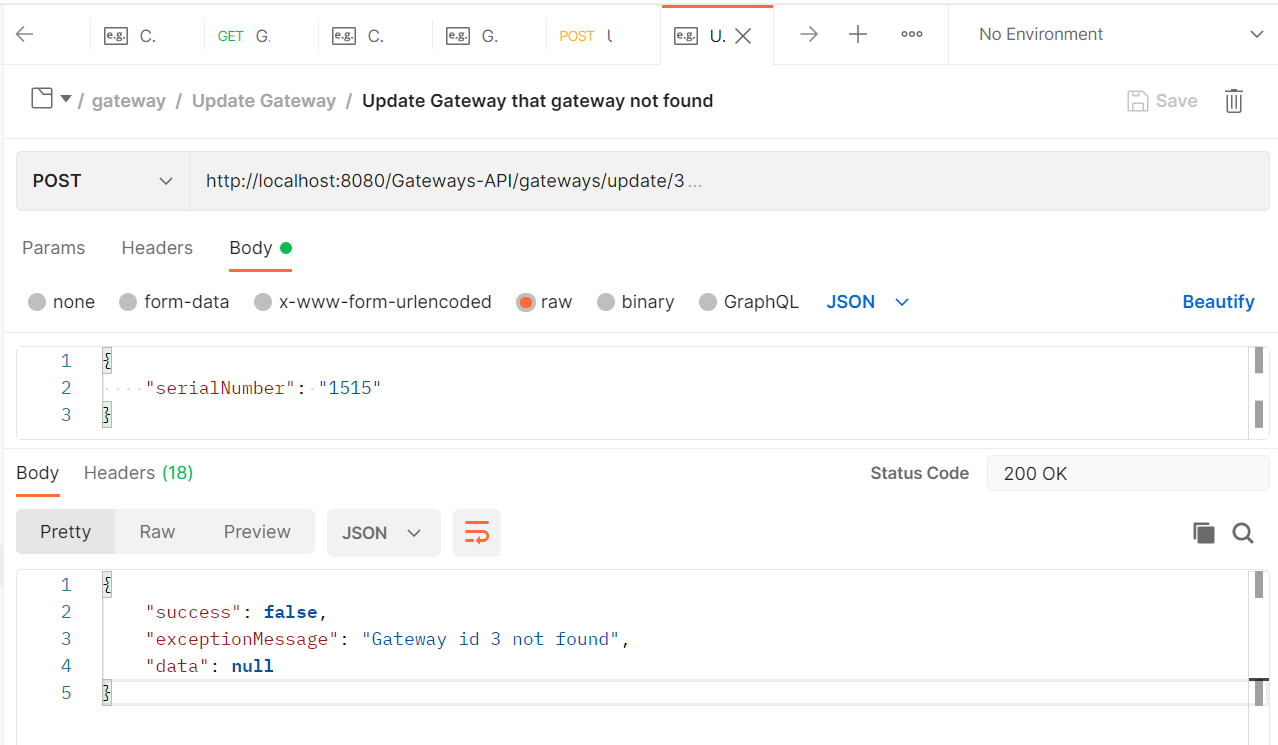 e.g. C. GET G. e.g. C. e.g. G. POST e.g. U. No Environment
/ gateway / Update Gateway / Update Gateway that gateway not found Save
POST http://localhost:8080/Gateways-API/gateways/update/3 ...
Params Headers Body
none form-data x-www-form-urlencoded raw binary GraphQL JSON Beautify
1 {
2 "serialNumber": "1515"
3 }
Body Headers (18) Status Code 200 OK
Pretty Raw Preview JSON
1 {
2 "success": false,
3 "exceptionMessage": "Gateway id 3 not found",
4 "data": null
5 }